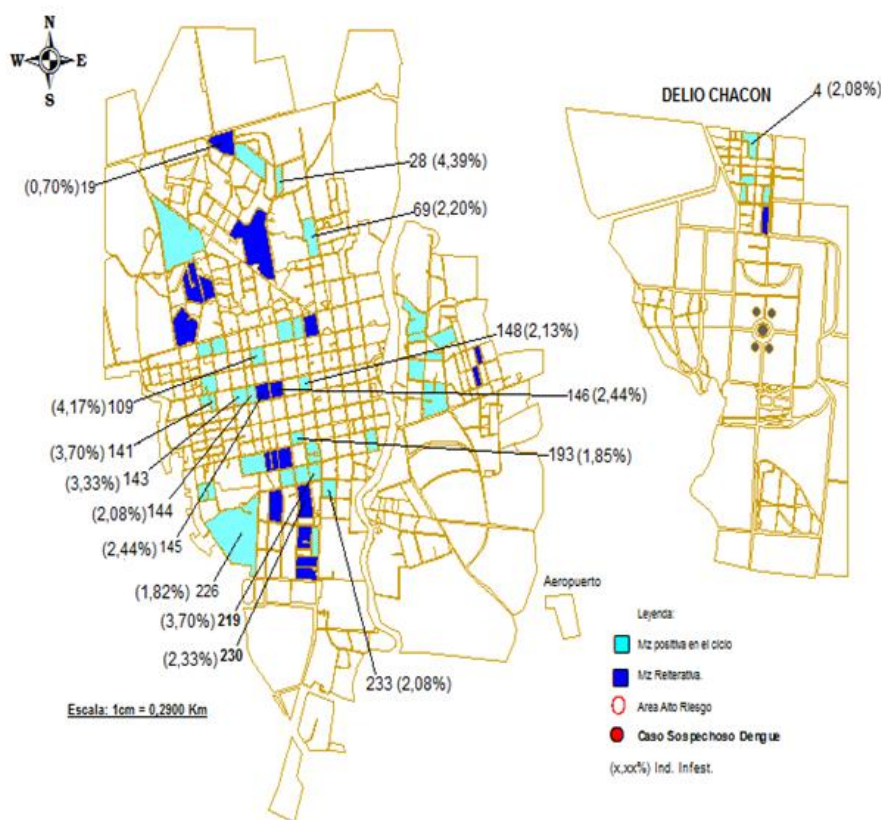 N
W E
S
DELIO CHACON
4 (2,08%)
28 (4,39%)
(0,70%) 19
69 (2,20%)
148 (2,13%)
146 (2,44%)
(4,17%) 109
(3,70%) 141
193 (1,85%)
(3,33%) 143
(2,08%) 144
(2,44%) 145
(1,82%) 226
(3,70%) 219
(2,33%) 230
233 (2,08%)
Aeropuerto
Escala: 1cm = 0,2900 Km
Leyenda:
Mz positiva en el ciclo
Mz Reiterativa.
Area Alto Riesgo
Caso Sospechoso Dengue
(x,xx%) Ind. Infest.